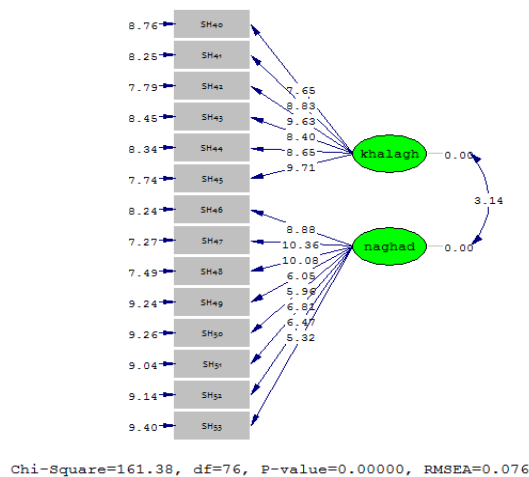 8.76 SH40
8.25 SH41
7.79 SH42
8.45 SH43
8.34 SH44
7.74 SH45
8.24 SH46
7.27 SH47
7.49 SH48
9.24 SH49
9.26 SH50
9.04 SH51
9.14 SH52
9.40 SH53
7.65
8.83
9.63
8.40
8.65
9.71
8.88
10.36
10.08
6.05
5.96
6.81
6.47
5.32
khalagh 0.00
naghad 0.00
3.14
Chi-Square=161.38, df=76, P-value=0.00000, RMSEA=0.076